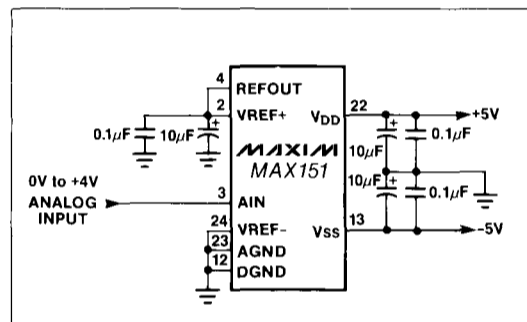 4
REFOUT
2
VREF+
+
0.1µF
10µF
22
VDD
+5V
+
10µF
0.1µF
MAXIM
MAX151
0V to +4V
ANALOG
INPUT
3
AIN
10µF
+
0.1µF
24
VREF-
23
AGND
12
DGND
13
VSS
-5V